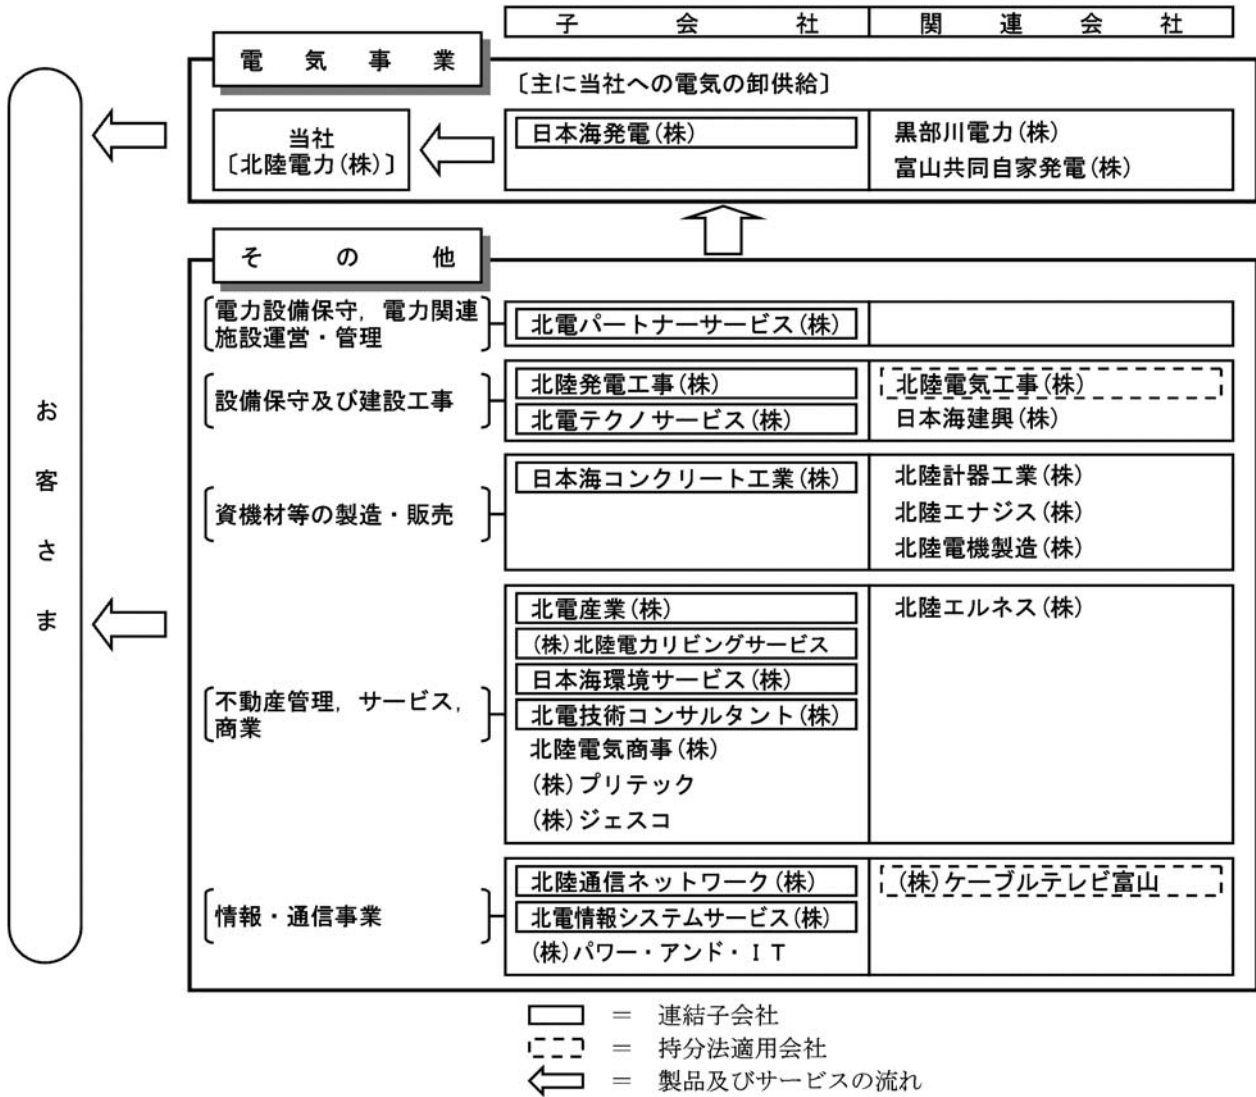 子会社 関連会社
電気事業
〔主に当社への電気の卸供給〕
当社
〔北陸電力(株)〕
日本海発電(株)
黒部川電力(株)
富山共同自家発電(株)
その他
電力設備保守，電力関連
施設運営・管理
北電パートナーサービス(株)
設備保守及び建設工事
北陸発電工事(株)
北電テクノサービス(株)
北陸電気工事(株)
日本海建興(株)
資機材等の製造・販売
日本海コンクリート工業(株)
北陸計器工業(株)
北陸エナジス(株)
北陸電機製造(株)
不動産管理，サービス，
商業
北電産業(株)
(株)北陸電力リビングサービス
日本海環境サービス(株)
北電技術コンサルタント(株)
北陸電気商事(株)
(株)プリテック
(株)ジェスコ
北陸エルネス(株)
情報・通信事業
北陸通信ネットワーク(株)
北電情報システムサービス(株)
(株)パワー・アンド・ＩＴ
(株)ケーブルテレビ富山
お客さま
＝ 連結子会社
＝ 持分法適用会社
＝ 製品及びサービスの流れ